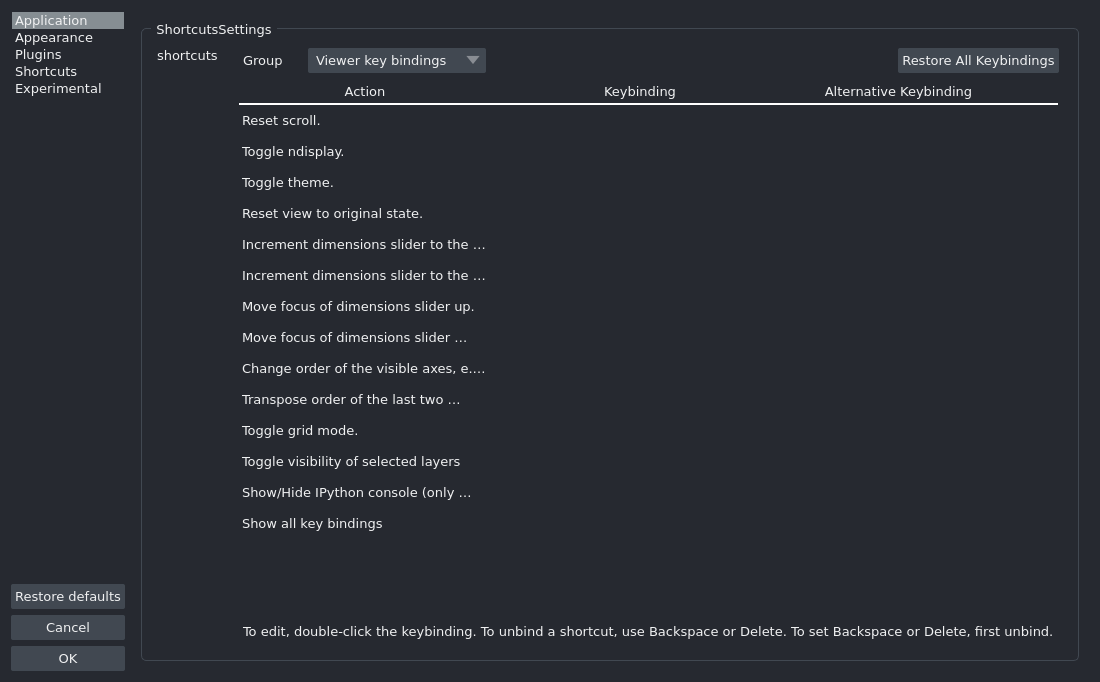 Application
Appearance
Plugins
Shortcuts
Experimental
ShortcutsSettings
shortcuts
Group
Viewer key bindings
Restore All Keybindings
Action Keybinding Alternative Keybinding
Reset scroll.
Toggle ndisplay.
Toggle theme.
Reset view to original state.
Increment dimensions slider to the …
Increment dimensions slider to the …
Move focus of dimensions slider up.
Move focus of dimensions slider …
Change order of the visible axes, e.…
Transpose order of the last two …
Toggle grid mode.
Toggle visibility of selected layers
Show/Hide IPython console (only …
Show all key bindings
To edit, double-click the keybinding. To unbind a shortcut, use Backspace or Delete. To set Backspace or Delete, first unbind.
Restore defaults
Cancel
OK